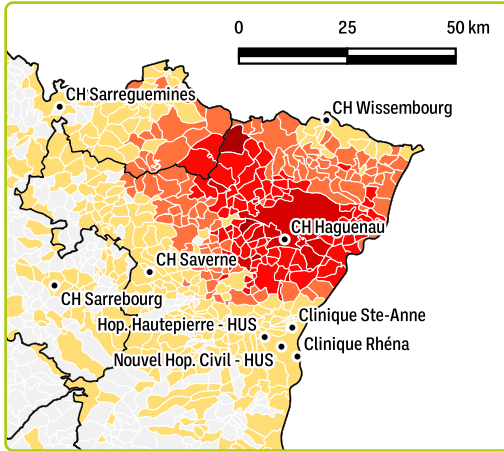 0 25 50 km
CH Sarreguemines
CH Wissembourg
CH Haguenau
CH Saverne
CH Sarrebourg
Clinique Ste-Anne
Hop. Hautepierre - HUS
Clinique Rhéna
Nouvel Hop. Civil - HUS